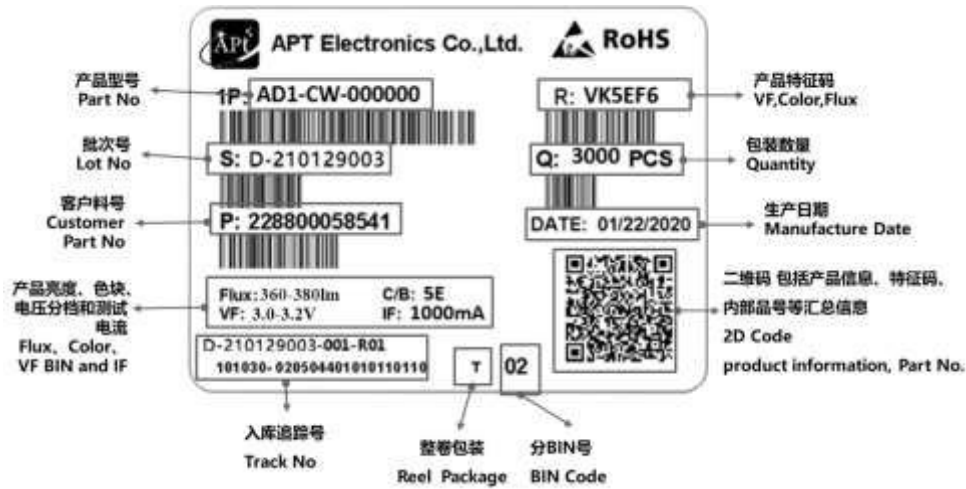 APT
APT Electronics Co.,Ltd.
RoHS
产品型号
Part No
1P: AD1-CW-000000
R: VK5EF6
产品特征码
VF,Color,Flux
批次号
Lot No
S: D-210129003
Q: 3000 PCS
包装数量
Quantity
客户料号
Customer
Part No
P: 228800058541
DATE: 01/22/2020
生产日期
Manufacture Date
产品亮度、色块、
电压分档和测试
电流
Flux、Color、
VF BIN and IF
Flux:360-380lm
C/B: 5E
VF: 3.0-3.2V
IF: 1000mA
二维码 包括产品信息、特征码、
内部品号等汇总信息
2D Code
product information, Part No.
D-210129003-001-R01
101030-020504401010110110
T
02
入库追踪号
Track No
整卷包装
Reel Package
分BIN号
BIN Code